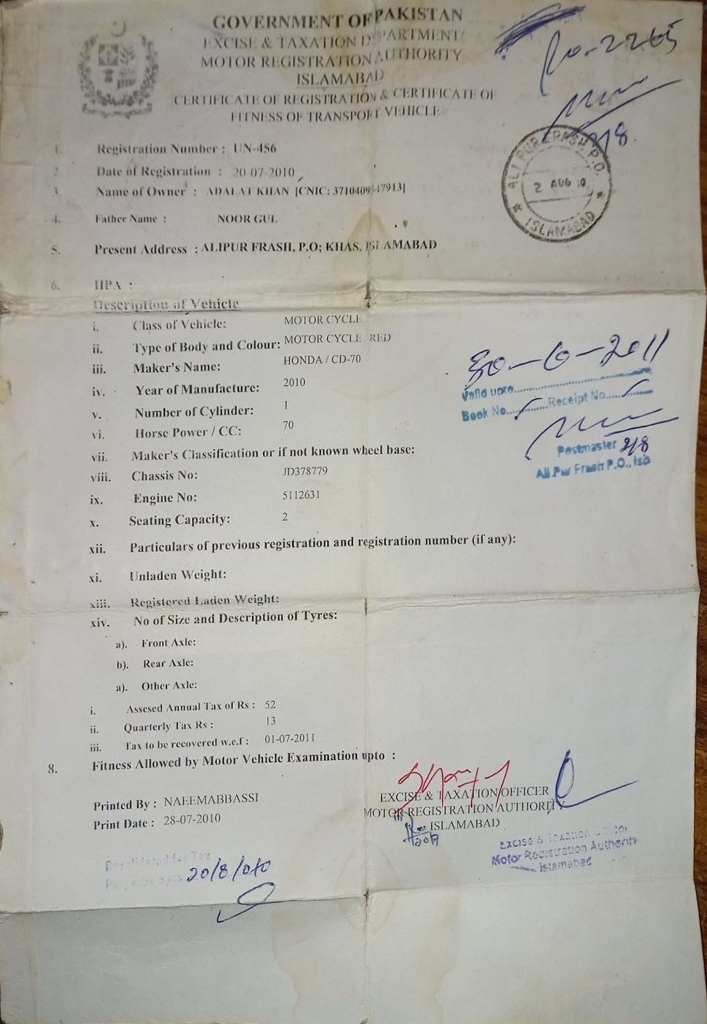 GOVERNMENT OF PAKISTAN
EXCISE & TAXATION DEPARTMENT/
MOTOR REGISTRATION AUTHORITY
ISLAMABAD
CERTIFICATE OF REGISTRATION & CERTIFICATE OF
FITNESS OF TRANSPORT VEHICLE
ALI PUR FRASH P.O.
2 AUG 10
ISLAMABAD
1. Registration Number : UN-456
2. Date of Registration : 20-07-2010
3. Name of Owner : ADALAT KHAN [CNIC: 3710409547913]
4. Father Name : NOOR GUL
5. Present Address : ALIPUR FRASH, P.O; KHAS, ISLAMABAD
6. HPA :
Description of Vehicle
i. Class of Vehicle: MOTOR CYCLE
ii. Type of Body and Colour: MOTOR CYCLE RED
iii. Maker's Name: HONDA / CD-70
iv. Year of Manufacture: 2010
v. Number of Cylinder: 1
vi. Horse Power / CC: 70
vii. Maker's Classification or if not known wheel base:
viii. Chassis No: JD378779
ix. Engine No: 5112631
x. Seating Capacity: 2
xii. Particulars of previous registration and registration number (if any):
xi. Unladen Weight:
xiii. Registered Laden Weight:
xiv. No of Size and Description of Tyres:
a). Front Axle:
b). Rear Axle:
a). Other Axle:
i. Assesed Annual Tax of Rs : 52
ii. Quarterly Tax Rs : 13
iii. Tax to be recovered w.e.f : 01-07-2011
8. Fitness Allowed by Motor Vehicle Examination upto :
30-6-2011
Valid upto
Book No. Receipt No.
Postmaster
Ali Pur Frash P.O., Isb
Printed By : NAEEMABBASSI
Print Date : 28-07-2010
EXCISE & TAXATION OFFICER
MOTOR REGISTRATION AUTHORITY
ISLAMABAD
Excise & Taxation Officer
Motor Registration Authority
Islamabad